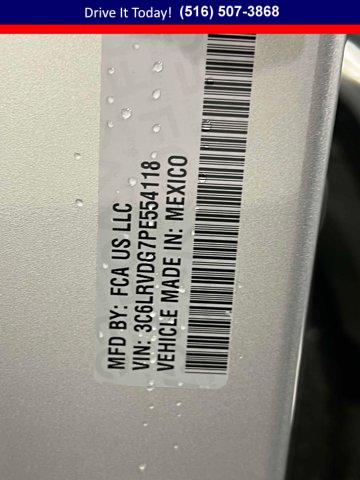 Drive It Today! (516) 507-3868
MFD BY: FCA US LLC
VIN: 3C6LRVDG7PE554118
VEHICLE MADE IN: MEXICO